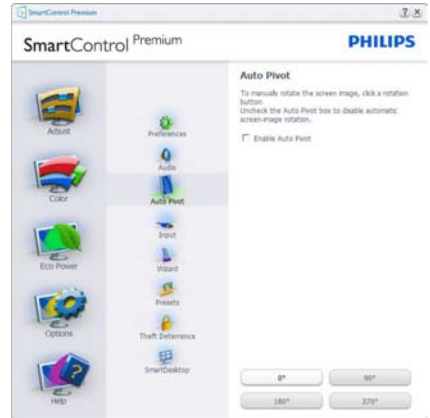 SmartControl Premium
SmartControl Premium
PHILIPS
Adjust
Color
Eco Power
Options
Help
Preferences
Audio
Auto Pivot
Input
Wizard
Presets
Theft Deterrence
SmartDesktop
Auto Pivot
To manually rotate the screen image, click a rotation
button
Uncheck the Auto Pivot box to disable automatic
screen-image rotation.
Enable Auto Pivot
0°
90°
180°
270°